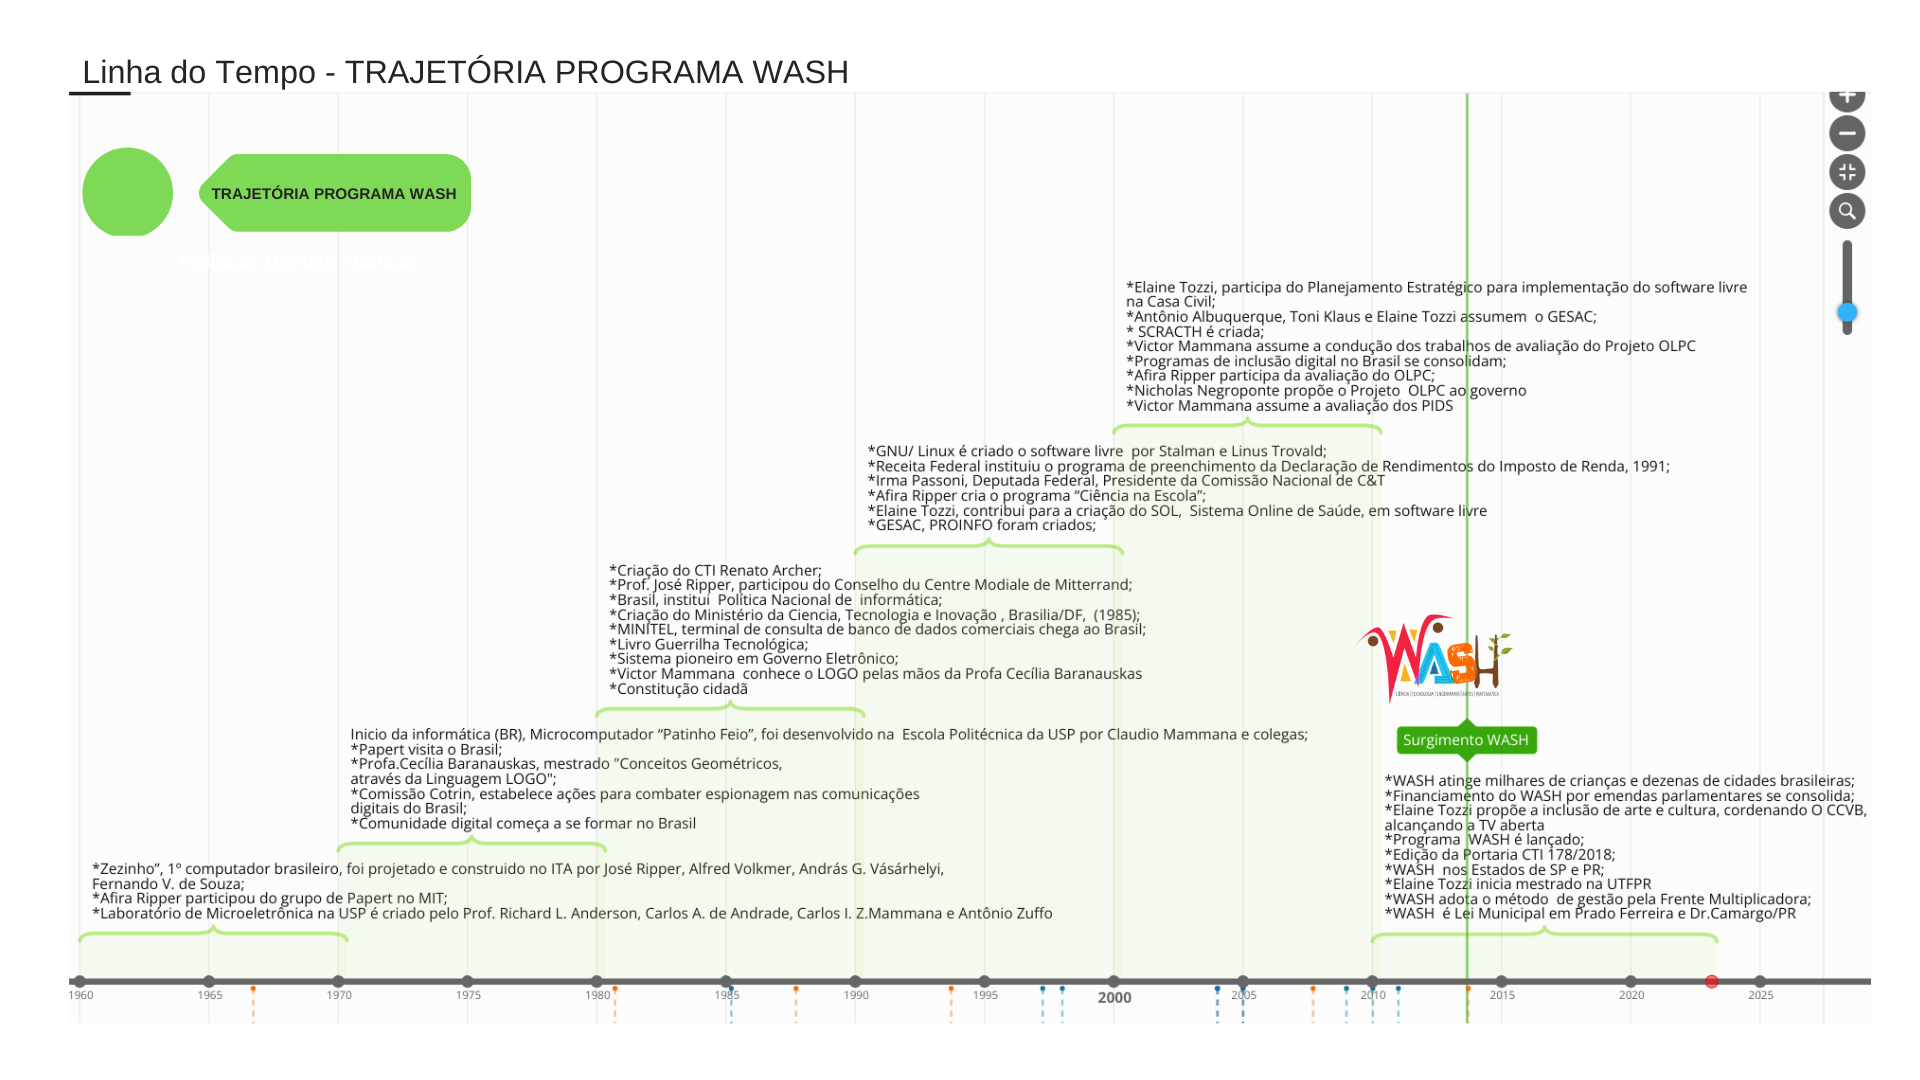 Linha do Tempo - TRAJETÓRIA PROGRAMA WASH
TRAJETÓRIA PROGRAMA WASH
Políticas Digitais Públicas
*Elaine Tozzi, participa do Planejamento Estratégico para implementação do software livre
na Casa Civil;
*Antônio Albuquerque, Toni Klaus e Elaine Tozzi assumem o GESAC;
* SCRACTH é criada;
*Victor Mammana assume a condução dos trabalhos de avaliação do Projeto OLPC
*Programas de inclusão digital no Brasil se consolidam;
*Afira Ripper participa da avaliação do OLPC;
*Nicholas Negroponte propõe o Projeto OLPC ao governo
*Victor Mammana assume a avaliação dos PIDS
*GNU/ Linux é criado o software livre por Stalman e Linus Trovald;
*Receita Federal instituiu o programa de preenchimento da Declaração de Rendimentos do Imposto de Renda, 1991;
*Irma Passoni, Deputada Federal, Presidente da Comissão Nacional de C&T
*Afira Ripper cria o programa “Ciência na Escola”;
*Elaine Tozzi, contribui para a criação do SOL, Sistema Online de Saúde, em software livre
*GESAC, PROINFO foram criados;
*Criação do CTI Renato Archer;
*Prof. José Ripper, participou do Conselho du Centre Modiale de Mitterrand;
*Brasil, institui Política Nacional de informática;
*Criação do Ministério da Ciencia, Tecnologia e Inovação , Brasilia/DF, (1985);
*MINITEL, terminal de consulta de banco de dados comerciais chega ao Brasil;
*Livro Guerrilha Tecnológica;
*Sistema pioneiro em Governo Eletrônico;
*Victor Mammana conhece o LOGO pelas mãos da Profa Cecília Baranauskas
*Constitução cidadã
WASH
CIÊNCIA | TECNOLOGIA | ENGENHARIA | ARTES | MATEMÁTICA
Surgimento WASH
Inicio da informática (BR), Microcomputador “Patinho Feio”, foi desenvolvido na Escola Politécnica da USP por Claudio Mammana e colegas;
*Papert visita o Brasil;
*Profa.Cecília Baranauskas, mestrado "Conceitos Geométricos,
através da Linguagem LOGO";
*Comissão Cotrin, estabelece ações para combater espionagem nas comunicações
digitais do Brasil;
*Comunidade digital começa a se formar no Brasil
*WASH atinge milhares de crianças e dezenas de cidades brasileiras;
*Financiamento do WASH por emendas parlamentares se consolida;
*Elaine Tozzi propõe a inclusão de arte e cultura, cordenando O CCVB,
alcançando a TV aberta
*Programa WASH é lançado;
*Edição da Portaria CTI 178/2018;
*WASH nos Estados de SP e PR;
*Elaine Tozzi inicia mestrado na UTFPR
*WASH adota o método de gestão pela Frente Multiplicadora;
*WASH é Lei Municipal em Prado Ferreira e Dr.Camargo/PR
*Zezinho”, 1º computador brasileiro, foi projetado e construido no ITA por José Ripper, Alfred Volkmer, András G. Vásárhelyi,
Fernando V. de Souza;
*Afira Ripper participou do grupo de Papert no MIT;
*Laboratório de Microeletrônica na USP é criado pelo Prof. Richard L. Anderson, Carlos A. de Andrade, Carlos I. Z.Mammana e Antônio Zuffo
1960 1965 1970 1975 1980 1985 1990 1995 2000 2005 2010 2015 2020 2025